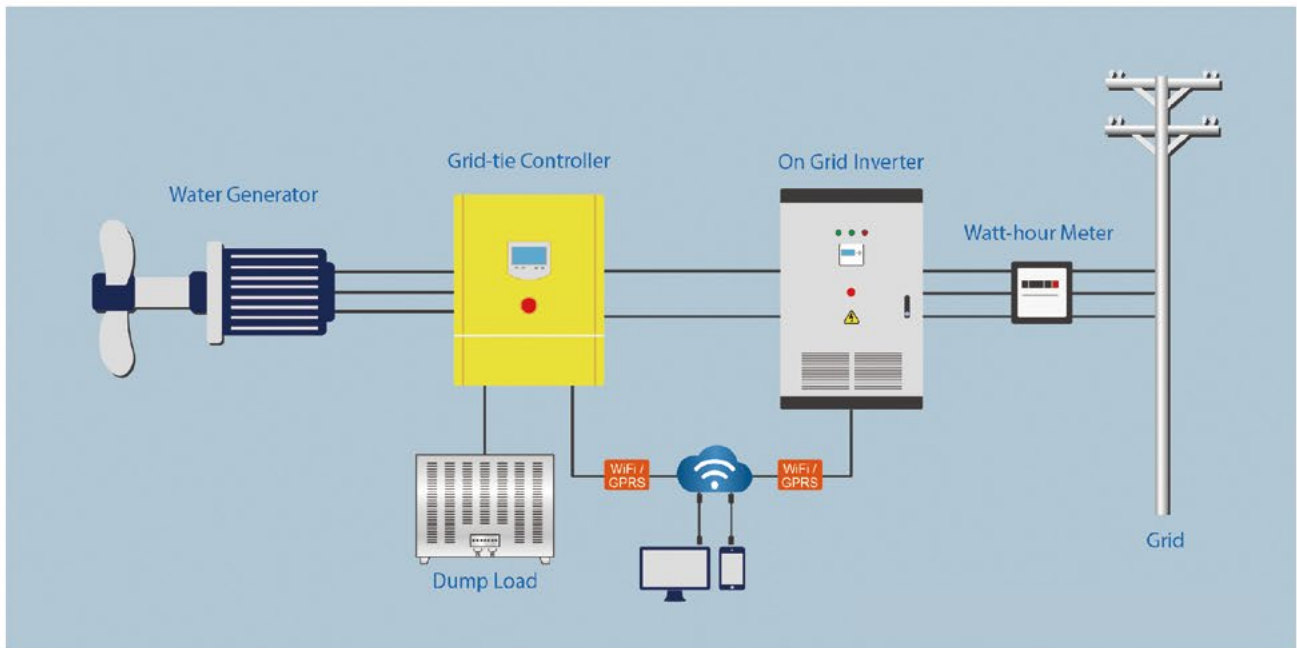 Grid-tie Controller
On Grid Inverter
Water Generator
Watt-hour Meter
WiFi /
GPRS
WiFi /
GPRS
Grid
Dump Load